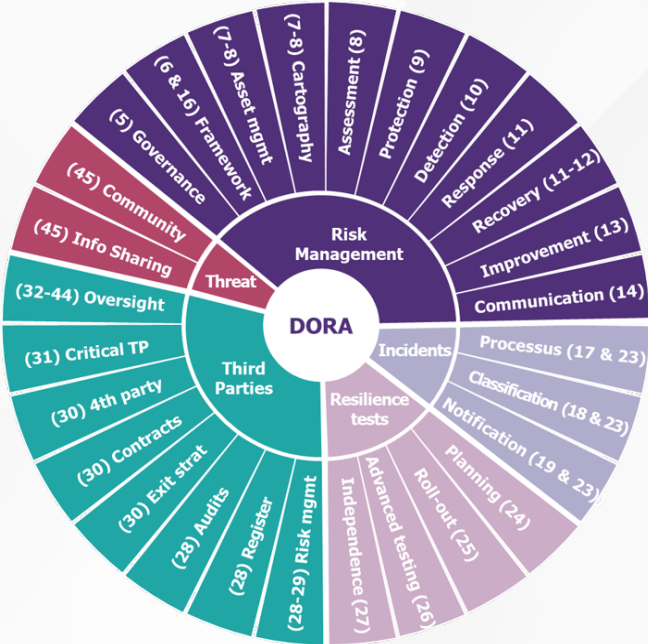 DORA
Risk
Management
(5) Governance
(6 & 16) Framework
(7-8) Asset mgmt
(7-8) Cartography
Assessment (8)
Protection (9)
Detection (10)
Response (11)
Recovery (11-12)
Improvement (13)
Communication (14)
Incidents
Processus (17 & 23)
Classification (18 & 23)
Notification (19 & 23)
Resilience
tests
Planning (24)
Roll-out (25)
Advanced testing (26)
Independence (27)
Third
Parties
(28-29) Risk mgmt
(28) Register
(28) Audits
(30) Exit strat
(30) Contracts
(30) 4th party
(31) Critical TP
(32-44) Oversight
Threat
(45) Info Sharing
(45) Community